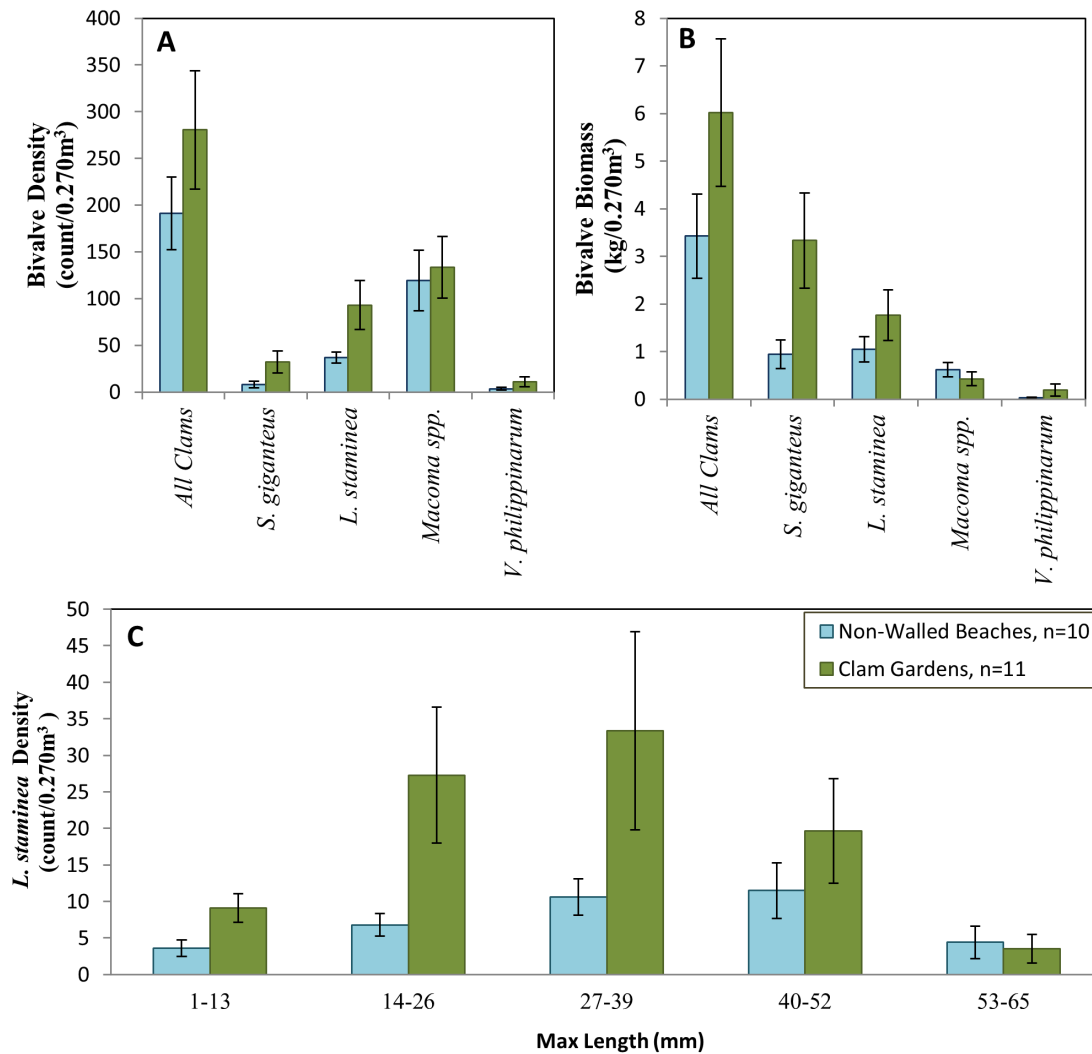 A
Bivalve Density
(count/0.270m³)
400
350
300
250
200
150
100
50
0
All Clams
S. giganteus
L. staminea
Macoma spp.
V. philippinarum
B
Bivalve Biomass
(kg/0.270m³)
8
7
6
5
4
3
2
1
0
All Clams
S. giganteus
L. staminea
Macoma spp.
V. philippinarum
C
L. staminea Density
(count/0.270m³ )
50
45
40
35
30
25
20
15
10
5
0
Non-Walled Beaches, n=10
Clam Gardens, n=11
1-13
14-26
27-39
40-52
53-65
Max Length (mm)